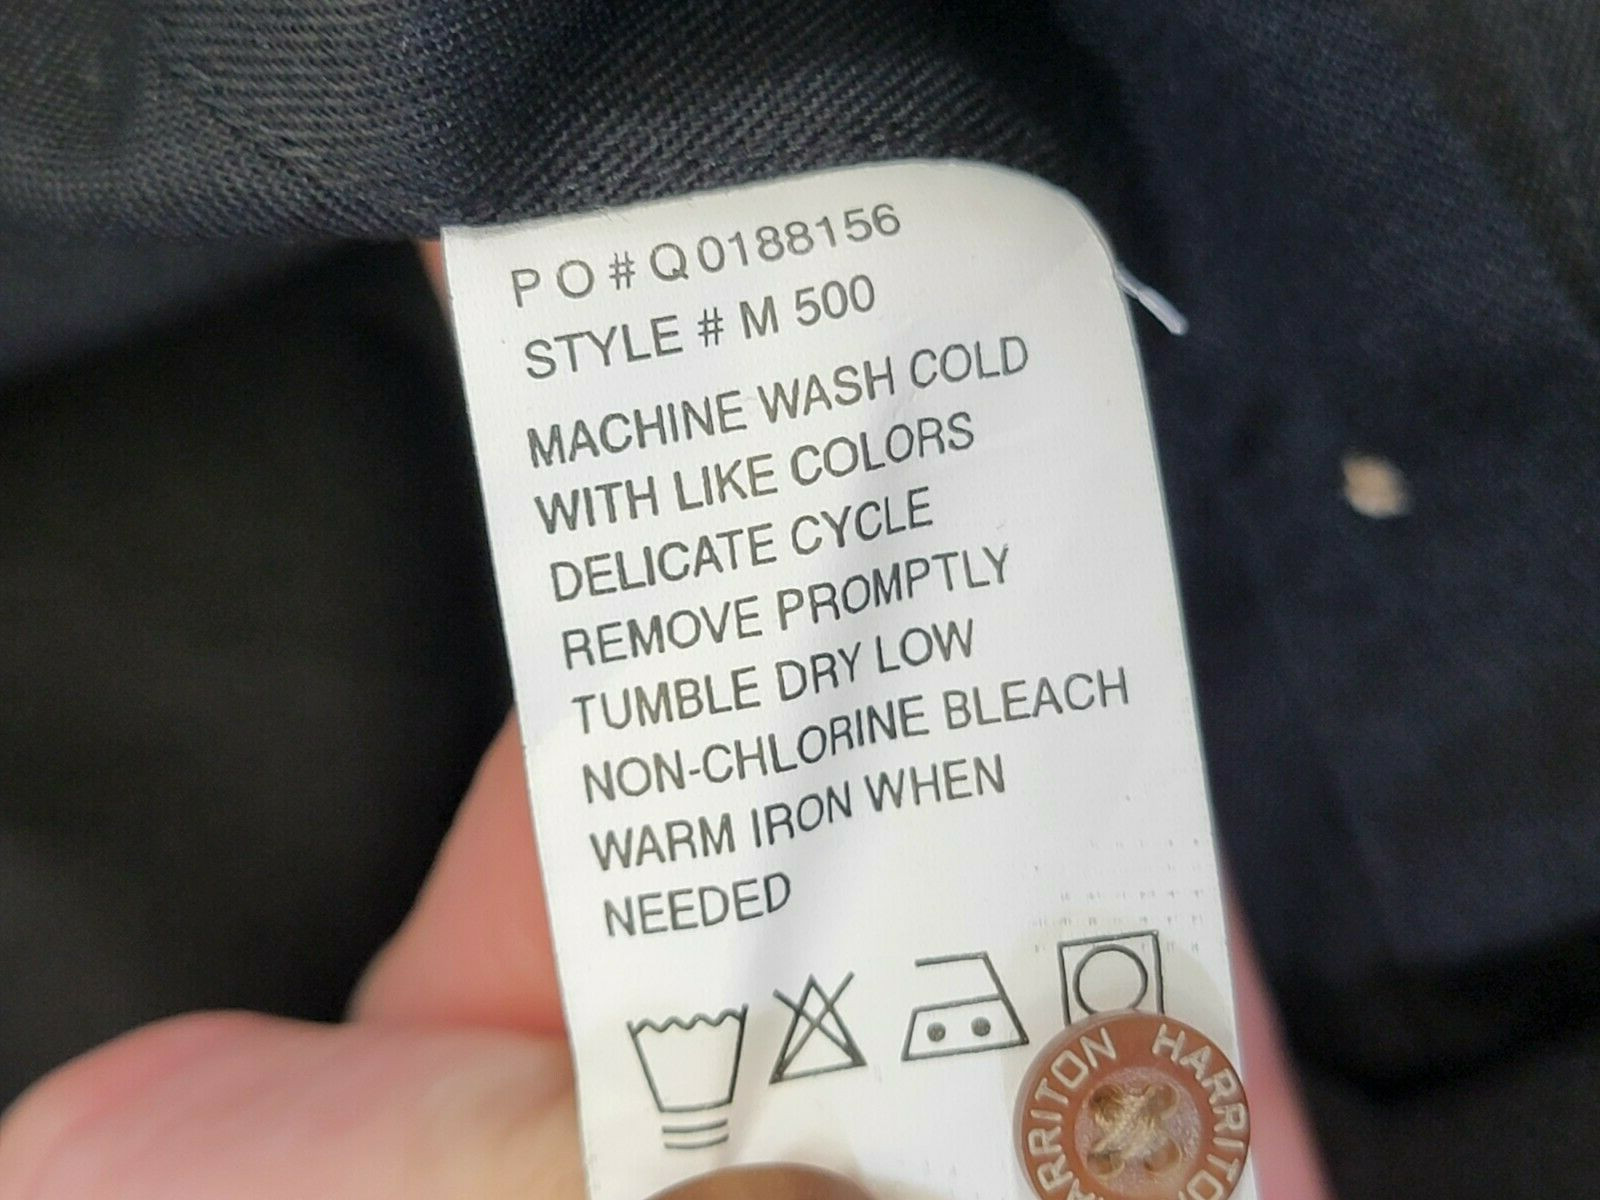 PO#Q0188156
STYLE # M 500
MACHINE WASH COLD
WITH LIKE COLORS
DELICATE CYCLE
REMOVE PROMPTLY
TUMBLE DRY LOW
NON-CHLORINE BLEACH
WARM IRON WHEN
NEEDED
HARRITON HARRITON